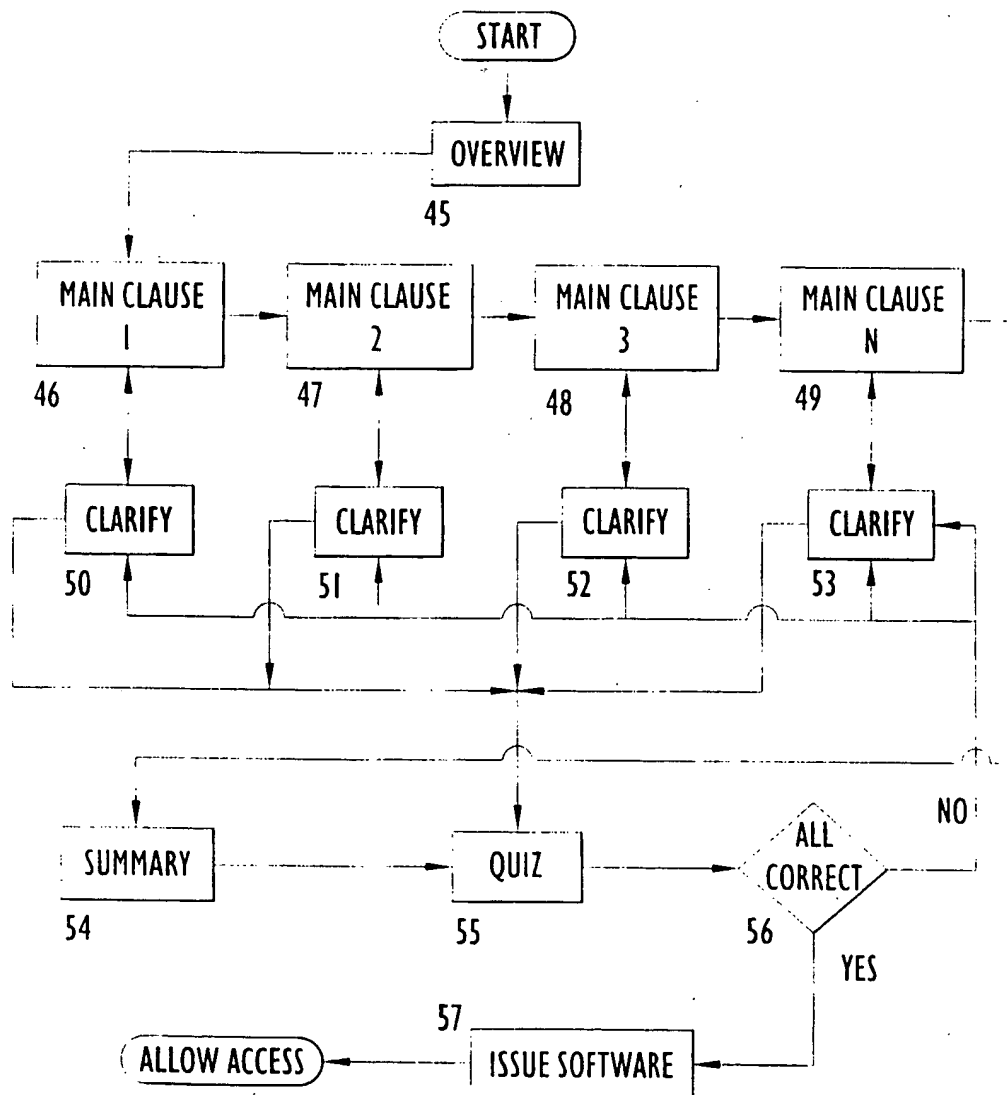 START
OVERVIEW
45
MAIN CLAUSE
1
MAIN CLAUSE
2
MAIN CLAUSE
3
MAIN CLAUSE
N
46
47
48
49
CLARIFY
CLARIFY
CLARIFY
CLARIFY
50
51
52
53
NO
SUMMARY
QUIZ
ALL
CORRECT
54
55
56
YES
57
ALLOW ACCESS
ISSUE SOFTWARE